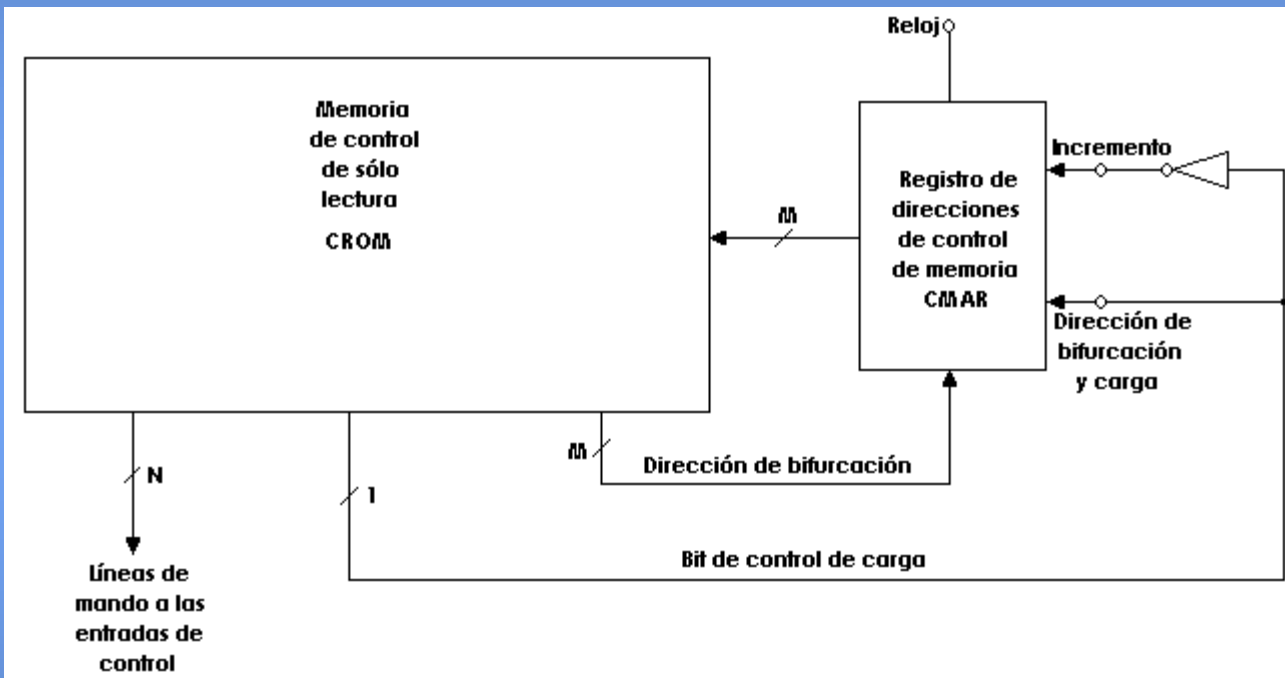 Reloj
Memoria
de control
de sólo
lectura
CROM
M
Registro de
direcciones
de control
de memoria
CMAR
Incremento
Dirección de
bifurcación
y carga
N
1
M
Dirección de bifurcación
Bit de control de carga
Líneas de
mando a las
entradas de
control